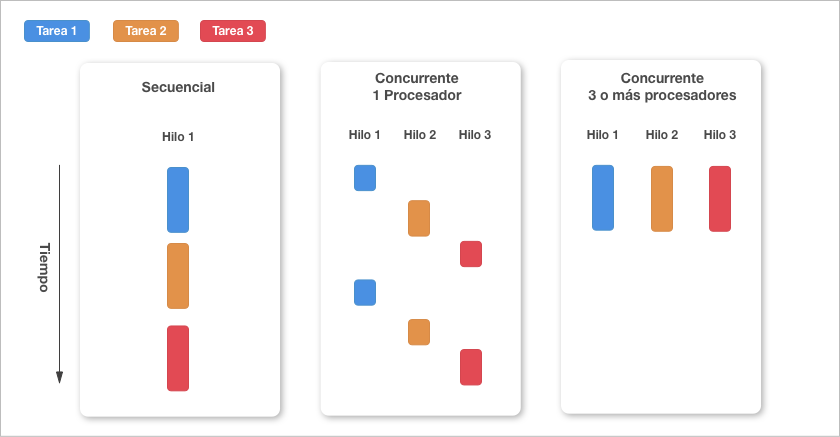 Tarea 1
Tarea 2
Tarea 3
Secuencial
Hilo 1
Concurrente
1 Procesador
Hilo 1
Hilo 2
Hilo 3
Concurrente
3 o más procesadores
Hilo 1
Hilo 2
Hilo 3
Tiempo